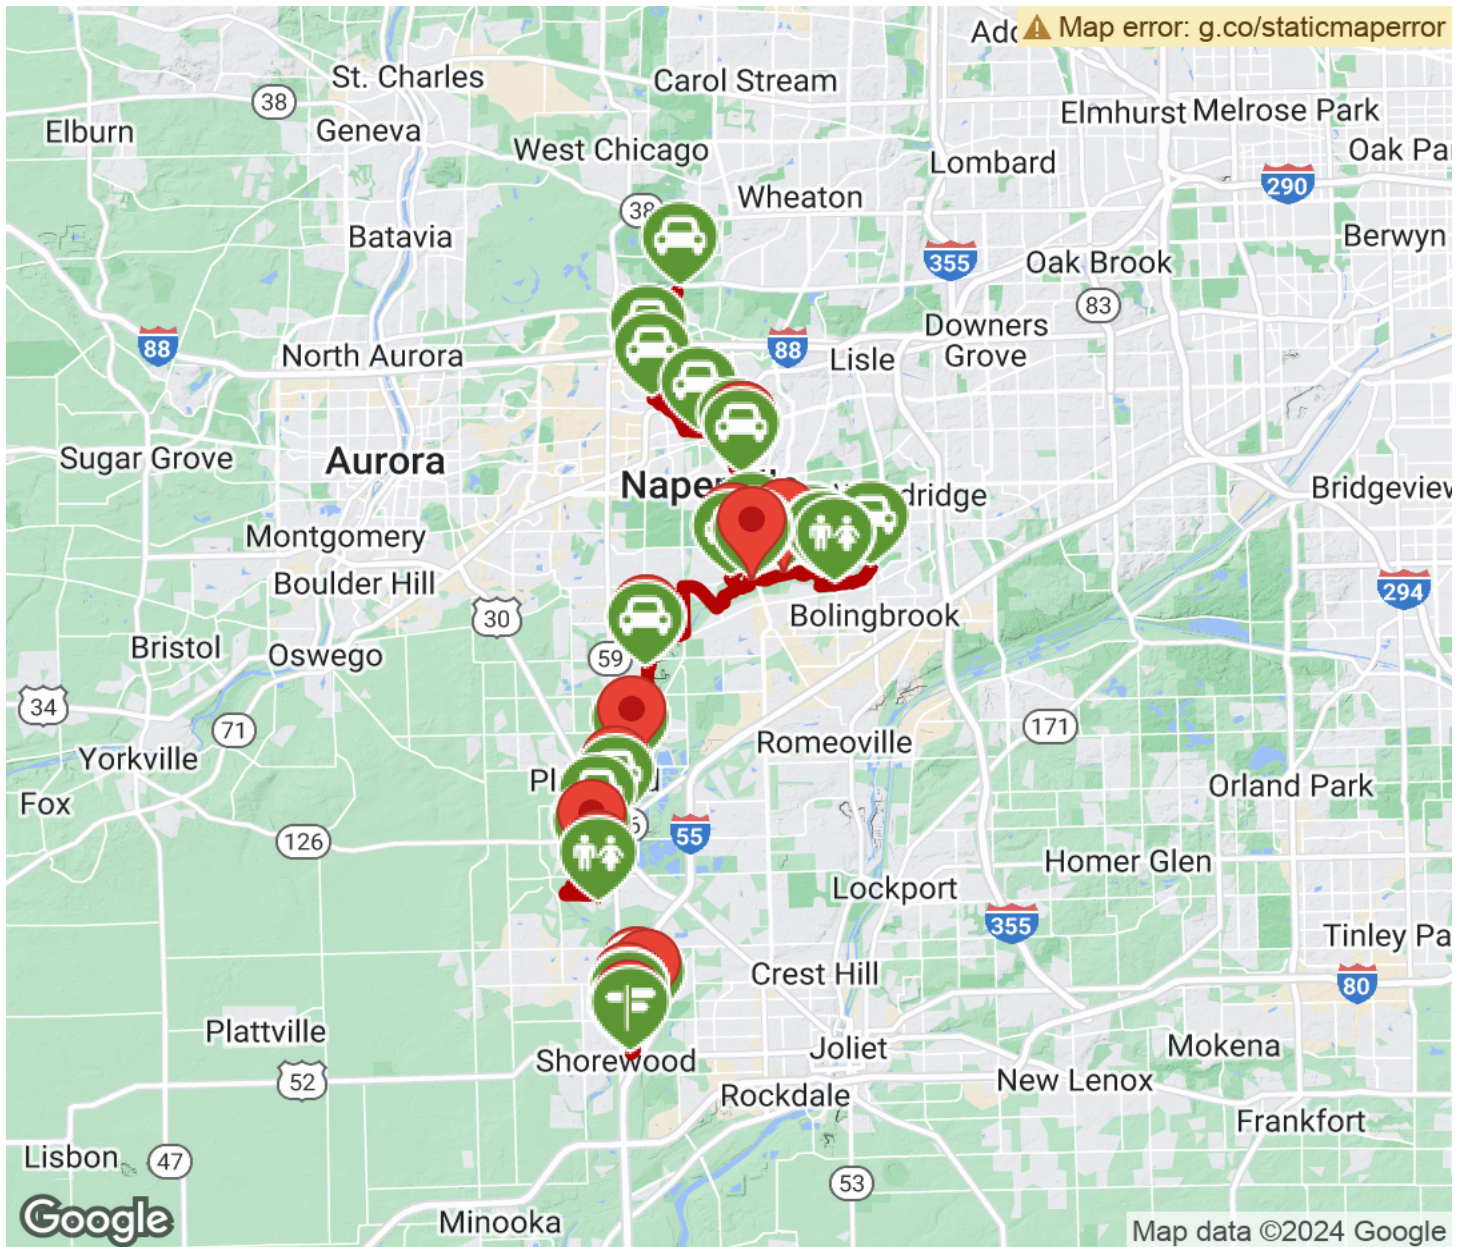 Map error: g.co/staticmaperror
St. Charles
Carol Stream
38
Elmhurst
Melrose Park
Elburn
Geneva
West Chicago
Lombard
Oak
290
Wheaton
38
Batavia
Berwyn
355
Oak Brook
83
88
North Aurora
88
Lisle
Downers
Grove
Sugar Grove
Aurora
Bridgeview
Montgomery
Boulder Hill
294
30
Bolingbrook
Bristol
Oswego
59
34
71
171
Yorkville
Romeoville
Orland Park
Fox
126
55
Homer Glen
Lockport
355
Tinley
Crest Hill
80
Plattville
Shorewood
Joliet
Mokena
52
Rockdale
New Lenox
Frankfort
Lisbon
47
53
Google
Minooka
Map data ©2024 Google